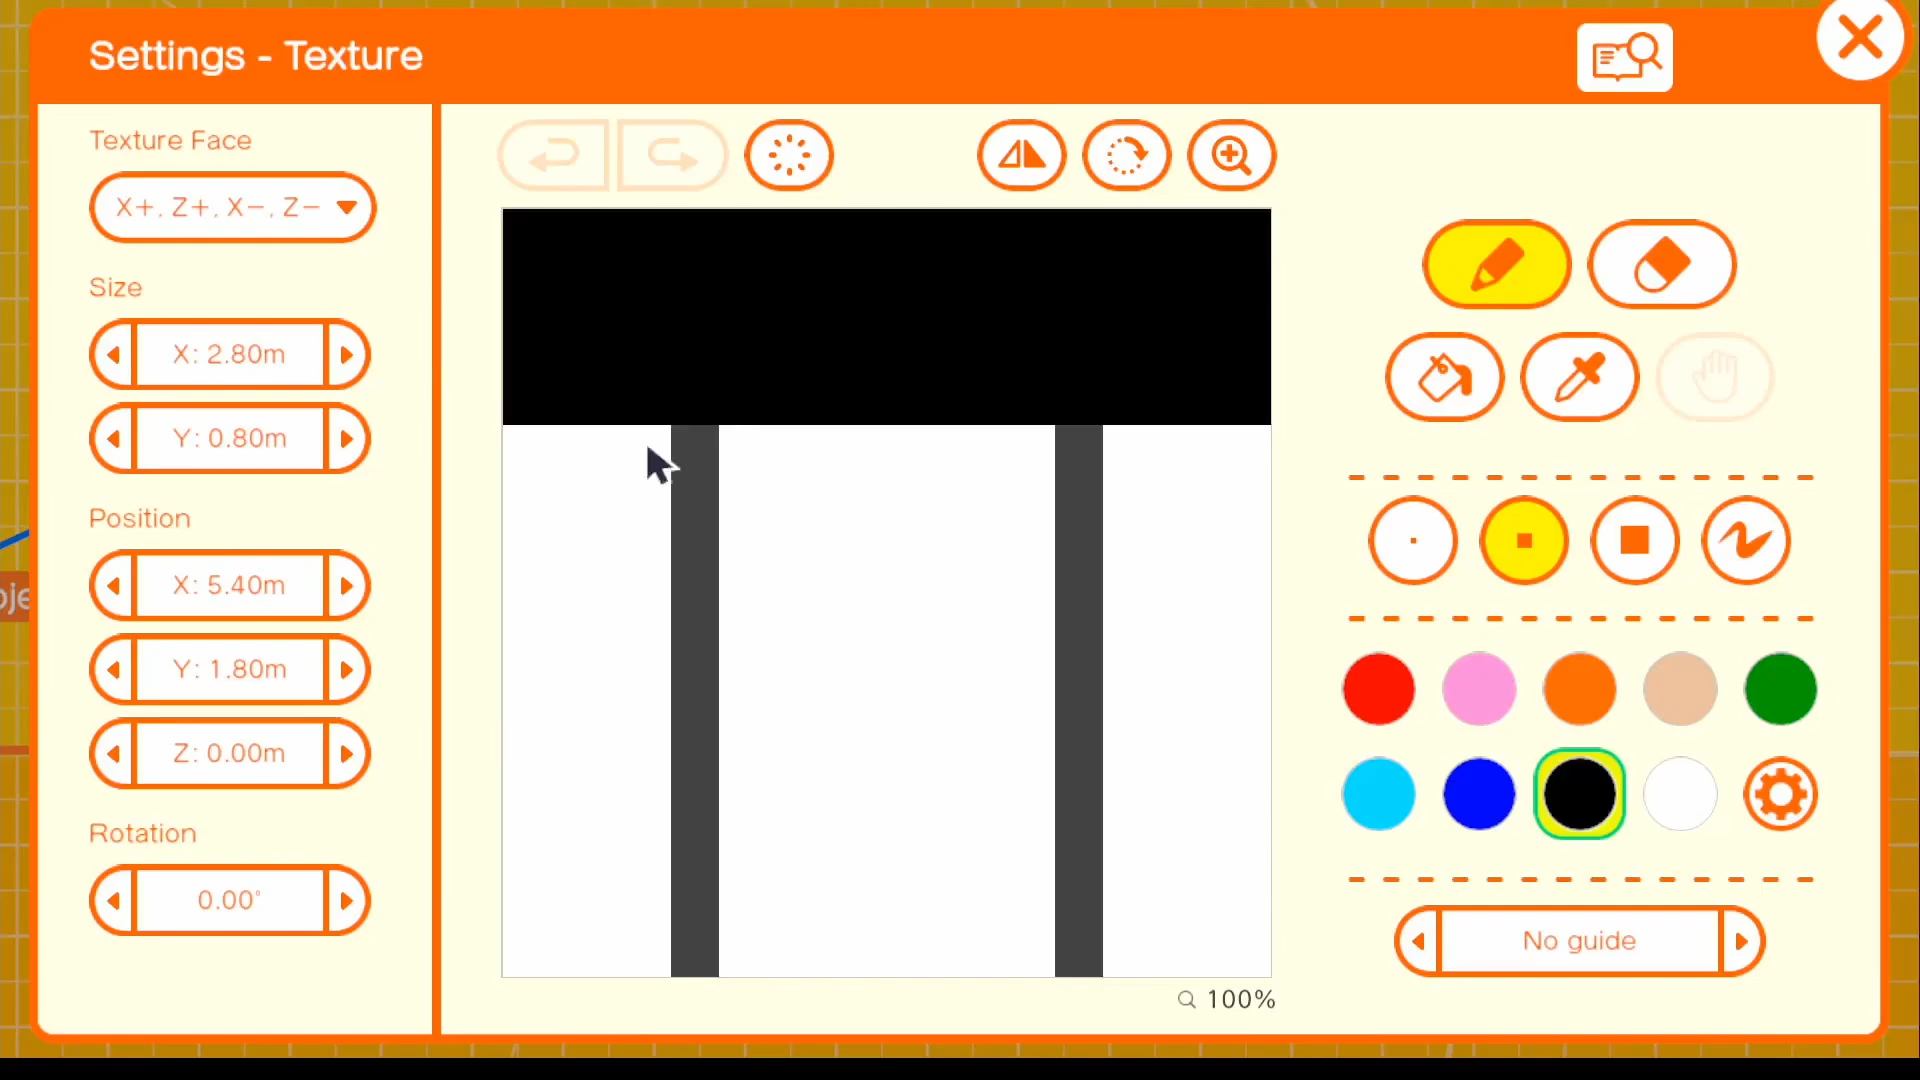 Settings - Texture
Texture Face
X+, Z+, X−, Z−
Size
X: 2.80m
Y: 0.80m
Position
X: 5.40m
Y: 1.80m
Z: 0.00m
Rotation
0.00°
100%
No guide